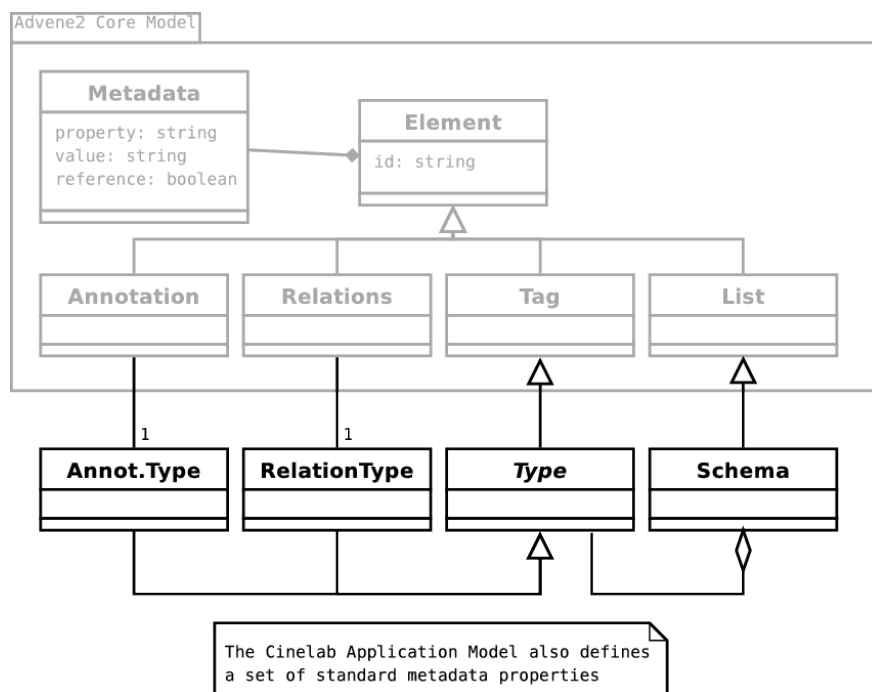 Advene2 Core Model
Metadata
property: string
value: string
reference: boolean
Element
id: string
Annotation
Relations
Tag
List
1
1
Annot.Type
RelationType
Type
Schema
The Cinelab Application Model also defines
a set of standard metadata properties